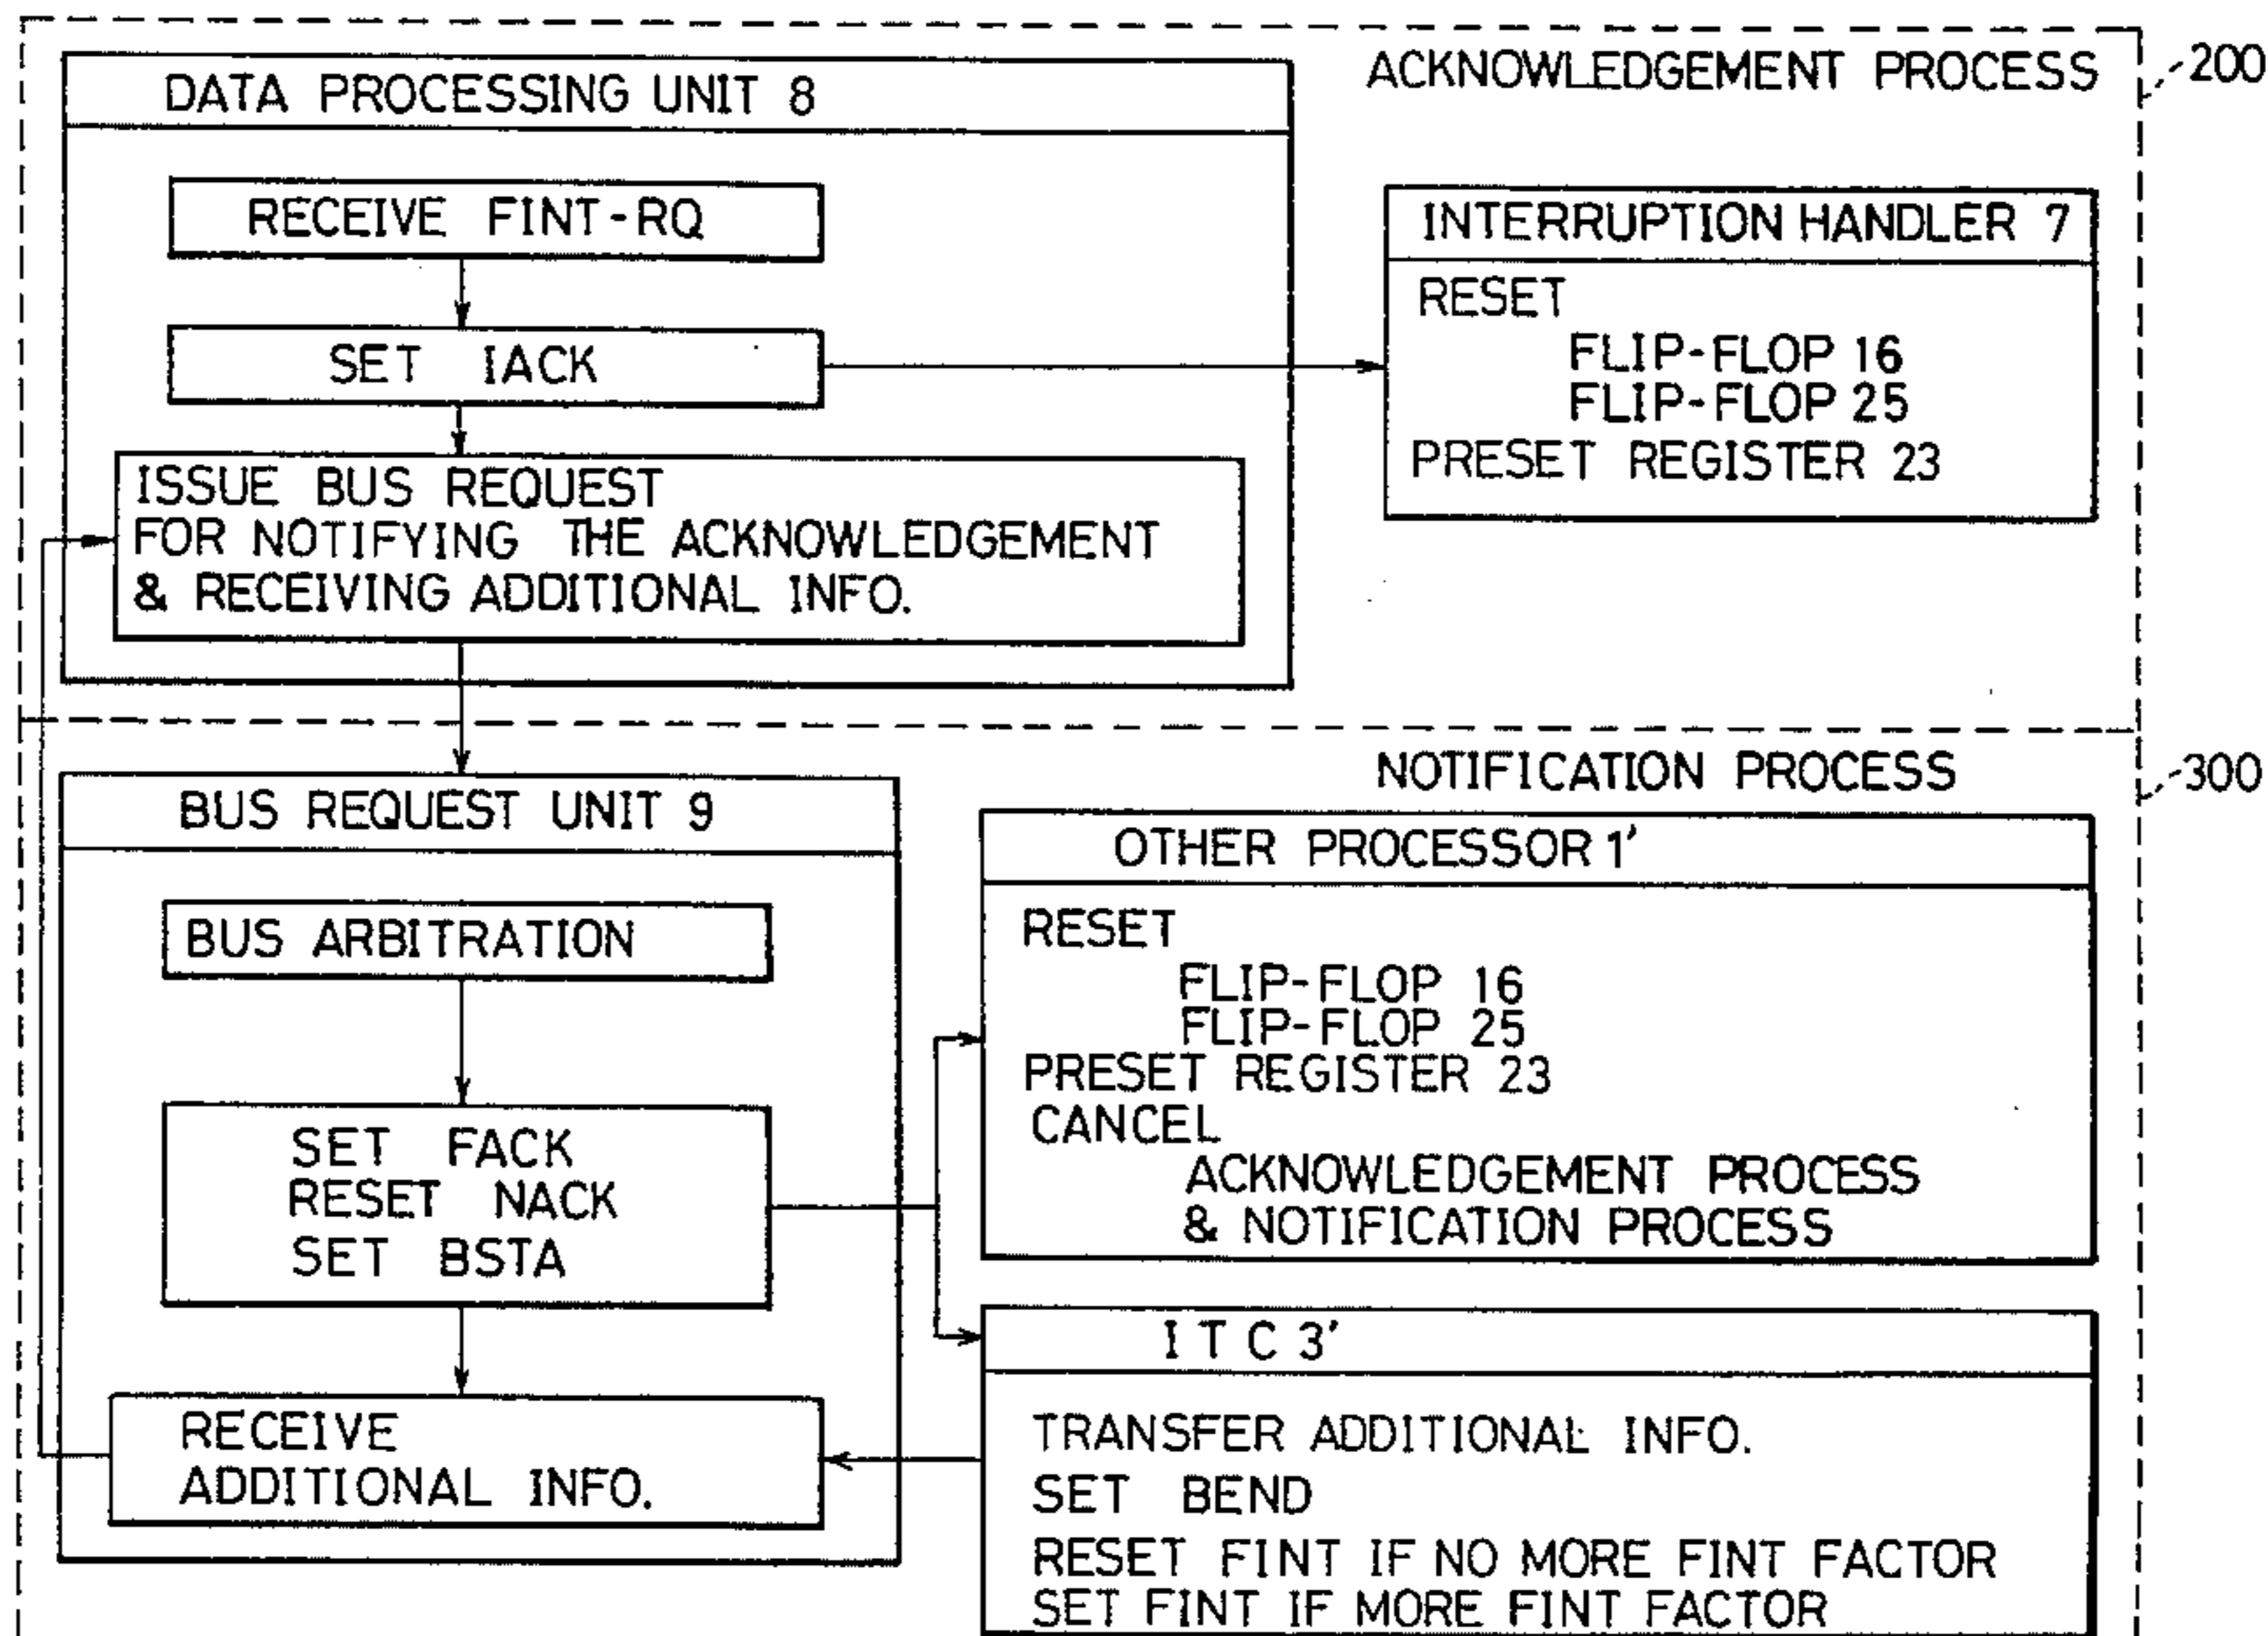 ACKNOWLEDGEMENT PROCESS
200
DATA PROCESSING UNIT 8
RECEIVE FINT-RQ
SET IACK
ISSUE BUS REQUEST
FOR NOTIFYING THE ACKNOWLEDGEMENT
& RECEIVING ADDITIONAL INFO.
INTERRUPTION HANDLER 7
RESET
FLIP-FLOP 16
FLIP-FLOP 25
PRESET REGISTER 23
NOTIFICATION PROCESS
300
BUS REQUEST UNIT 9
BUS ARBITRATION
SET FACK
RESET NACK
SET BSTA
RECEIVE
ADDITIONAL INFO.
OTHER PROCESSOR 1'
RESET
FLIP-FLOP 16
FLIP-FLOP 25
PRESET REGISTER 23
CANCEL
ACKNOWLEDGEMENT PROCESS
& NOTIFICATION PROCESS
ITC 3'
TRANSFER ADDITIONAL INFO.
SET BEND
RESET FINT IF NO MORE FINT FACTOR
SET FINT IF MORE FINT FACTOR